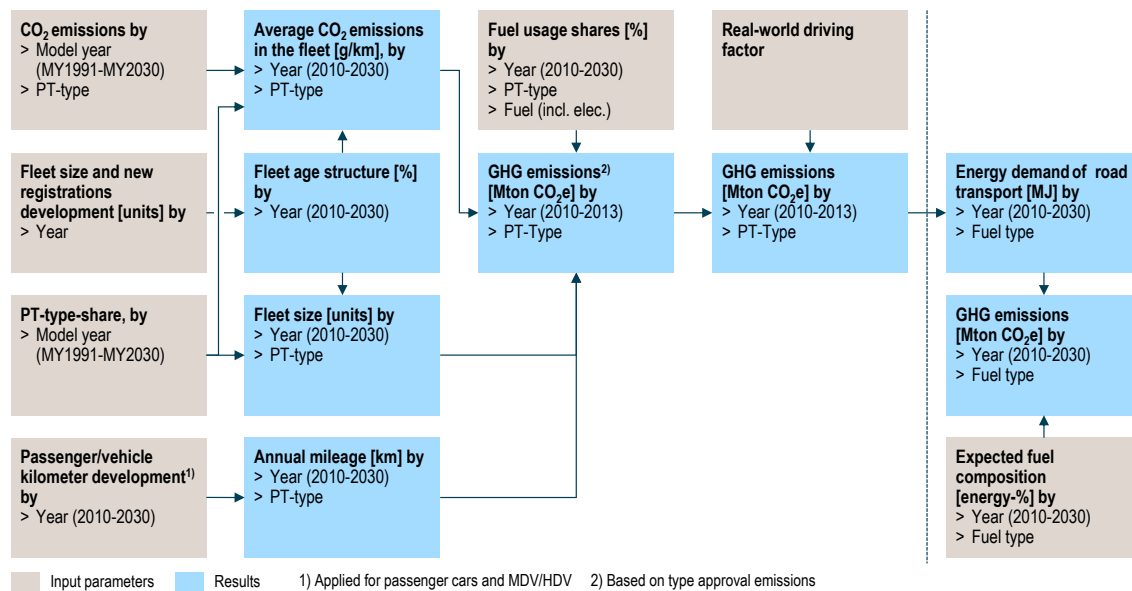 CO2 emissions by
> Model year
(MY1991-MY2030)
> PT-type
Average CO2 emissions
in the fleet [g/km], by
> Year (2010-2030)
> PT-type
Fuel usage shares [%]
by
> Year (2010-2030)
> PT-type
> Fuel (incl. elec.)
Real-world driving
factor
Fleet size and new
registrations
development [units] by
> Year
Fleet age structure [%]
by
> Year (2010-2030)
GHG emissions2)
[Mton CO2e] by
> Year (2010-2013)
> PT-Type
GHG emissions
[Mton CO2e] by
> Year (2010-2013)
> PT-Type
Energy demand of road
transport [MJ] by
> Year (2010-2030)
> Fuel type
PT-type-share, by
> Model year
(MY1991-MY2030)
Fleet size [units] by
> Year (2010-2030)
> PT-type
GHG emissions
[Mton CO2e] by
> Year (2010-2030)
> Fuel type
Passenger/vehicle
kilometer development1)
by
> Year (2010-2030)
Annual mileage [km] by
> Year (2010-2030)
> PT-type
Expected fuel
composition
[energy-%] by
> Year (2010-2030)
> Fuel type
Input parameters
Results
1) Applied for passenger cars and MDV/HDV
2) Based on type approval emissions